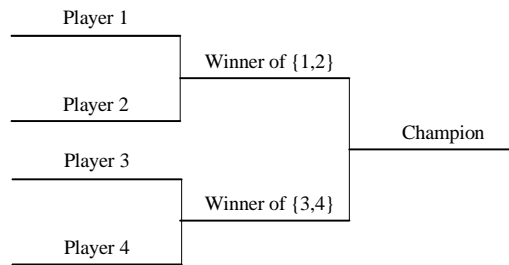 Player 1
Winner of {1,2}
Player 2
Champion
Player 3
Winner of {3,4}
Player 4